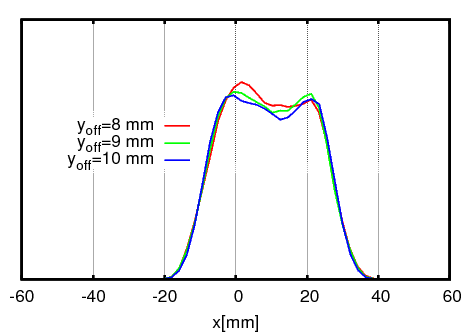 y_off=8 mm
y_off=9 mm
y_off=10 mm
-60 -40 -20 0 20 40 60
x[mm]